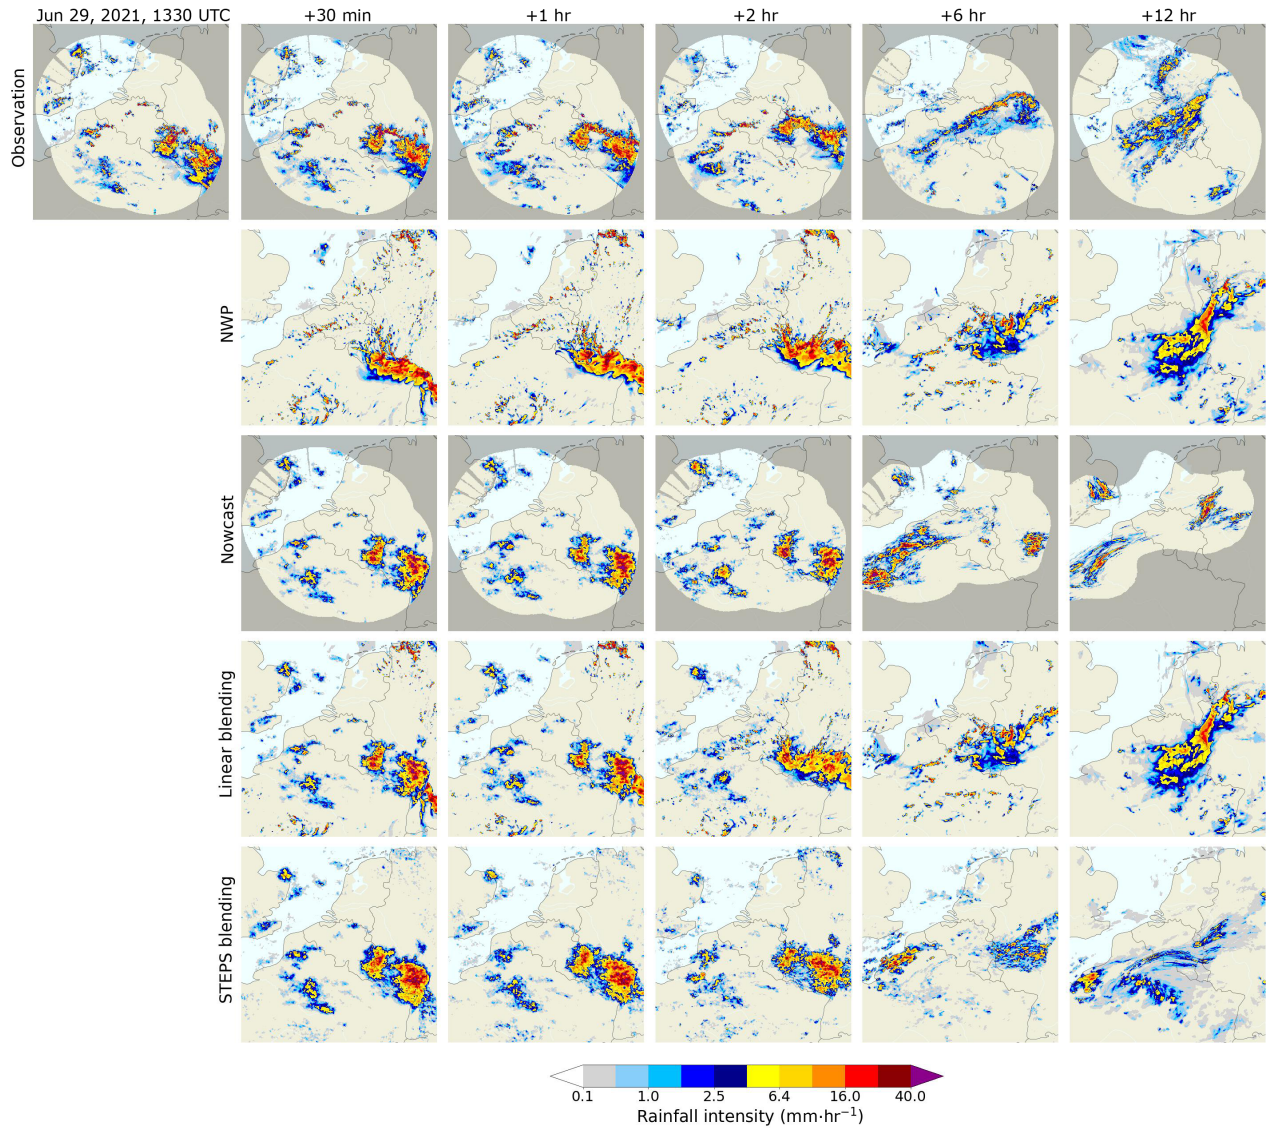 Jun 29, 2021, 1330 UTC +30 min +1 hr +2 hr +6 hr +12 hr
Observation
NWP
Nowcast
Linear blending
STEPS blending
0.1 1.0 2.5 6.4 16.0 40.0
Rainfall intensity (mm·hr⁻¹)